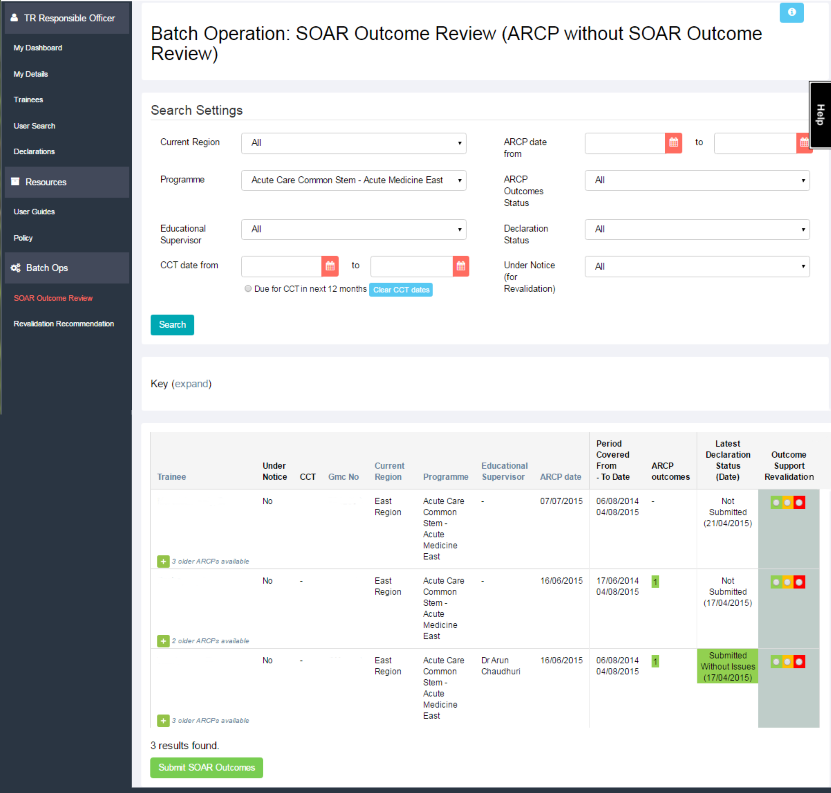 TR Responsible Officer
My Dashboard
My Details
Trainees
User Search
Declarations
Resources
User Guides
Policy
Batch Ops
SOAR Outcome Review
Revalidation Recommendation
Batch Operation: SOAR Outcome Review (ARCP without SOAR Outcome
Review)
Help
Search Settings
Current Region
All
ARCP date
from
to
Programme
Acute Care Common Stem - Acute Medicine East
ARCP
Outcomes
Status
All
Educational
Supervisor
All
Declaration
Status
All
CCT date from
to
Under Notice
(for
Revalidation)
All
Due for CCT in next 12 months
Clear CCT dates
Search
Key (expand)
Trainee
Under
Notice
CCT
Gmc No
Current
Region
Programme
Educational
Supervisor
ARCP date
Period
Covered
From
- To Date
ARCP
outcomes
Latest
Declaration
Status
(Date)
Outcome
Support
Revalidation
No
East
Region
Acute Care
Common
Stem -
Acute
Medicine
East
-
07/07/2015
06/08/2014
04/08/2015
-
Not
Submitted
(21/04/2015)
3 older ARCPs available
No
-
East
Region
Acute Care
Common
Stem -
Acute
Medicine
East
-
16/06/2015
17/06/2014
04/08/2015
1
Not
Submitted
(17/04/2015)
2 older ARCPs available
No
-
East
Region
Acute Care
Common
Stem -
Acute
Medicine
East
Dr Arun
Chaudhuri
16/06/2015
06/08/2014
04/08/2015
1
Submitted
Without Issues
(17/04/2015)
3 older ARCPs available
3 results found.
Submit SOAR Outcomes